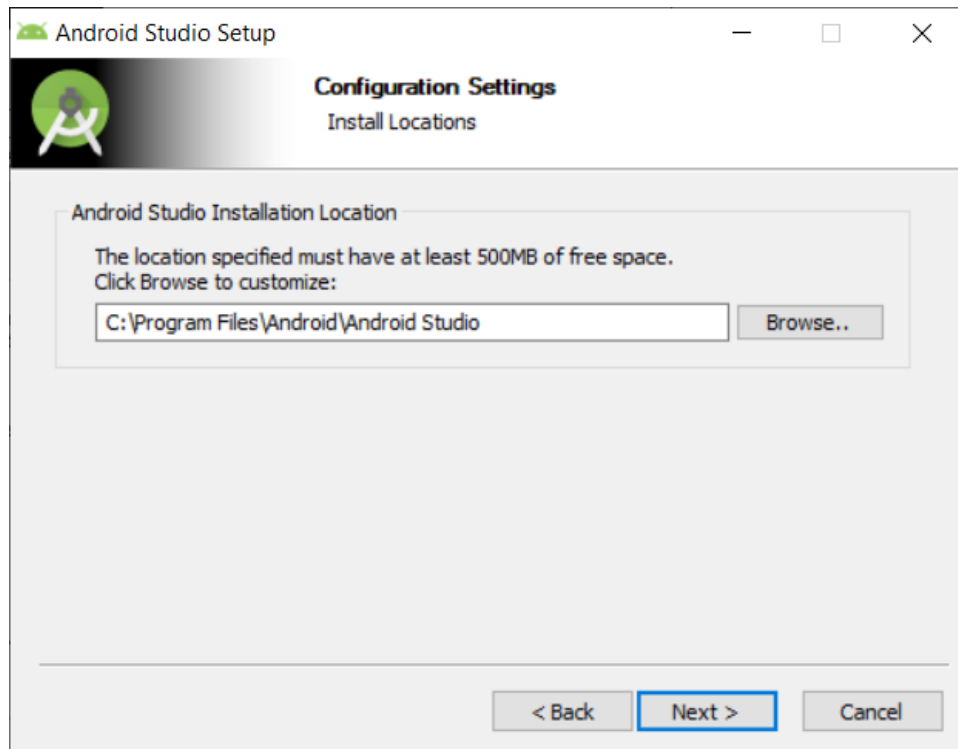 Android Studio Setup
Configuration Settings
Install Locations
Android Studio Installation Location
The location specified must have at least 500MB of free space.
Click Browse to customize:
C:\Program Files\Android\Android Studio
Browse..
< Back
Next >
Cancel